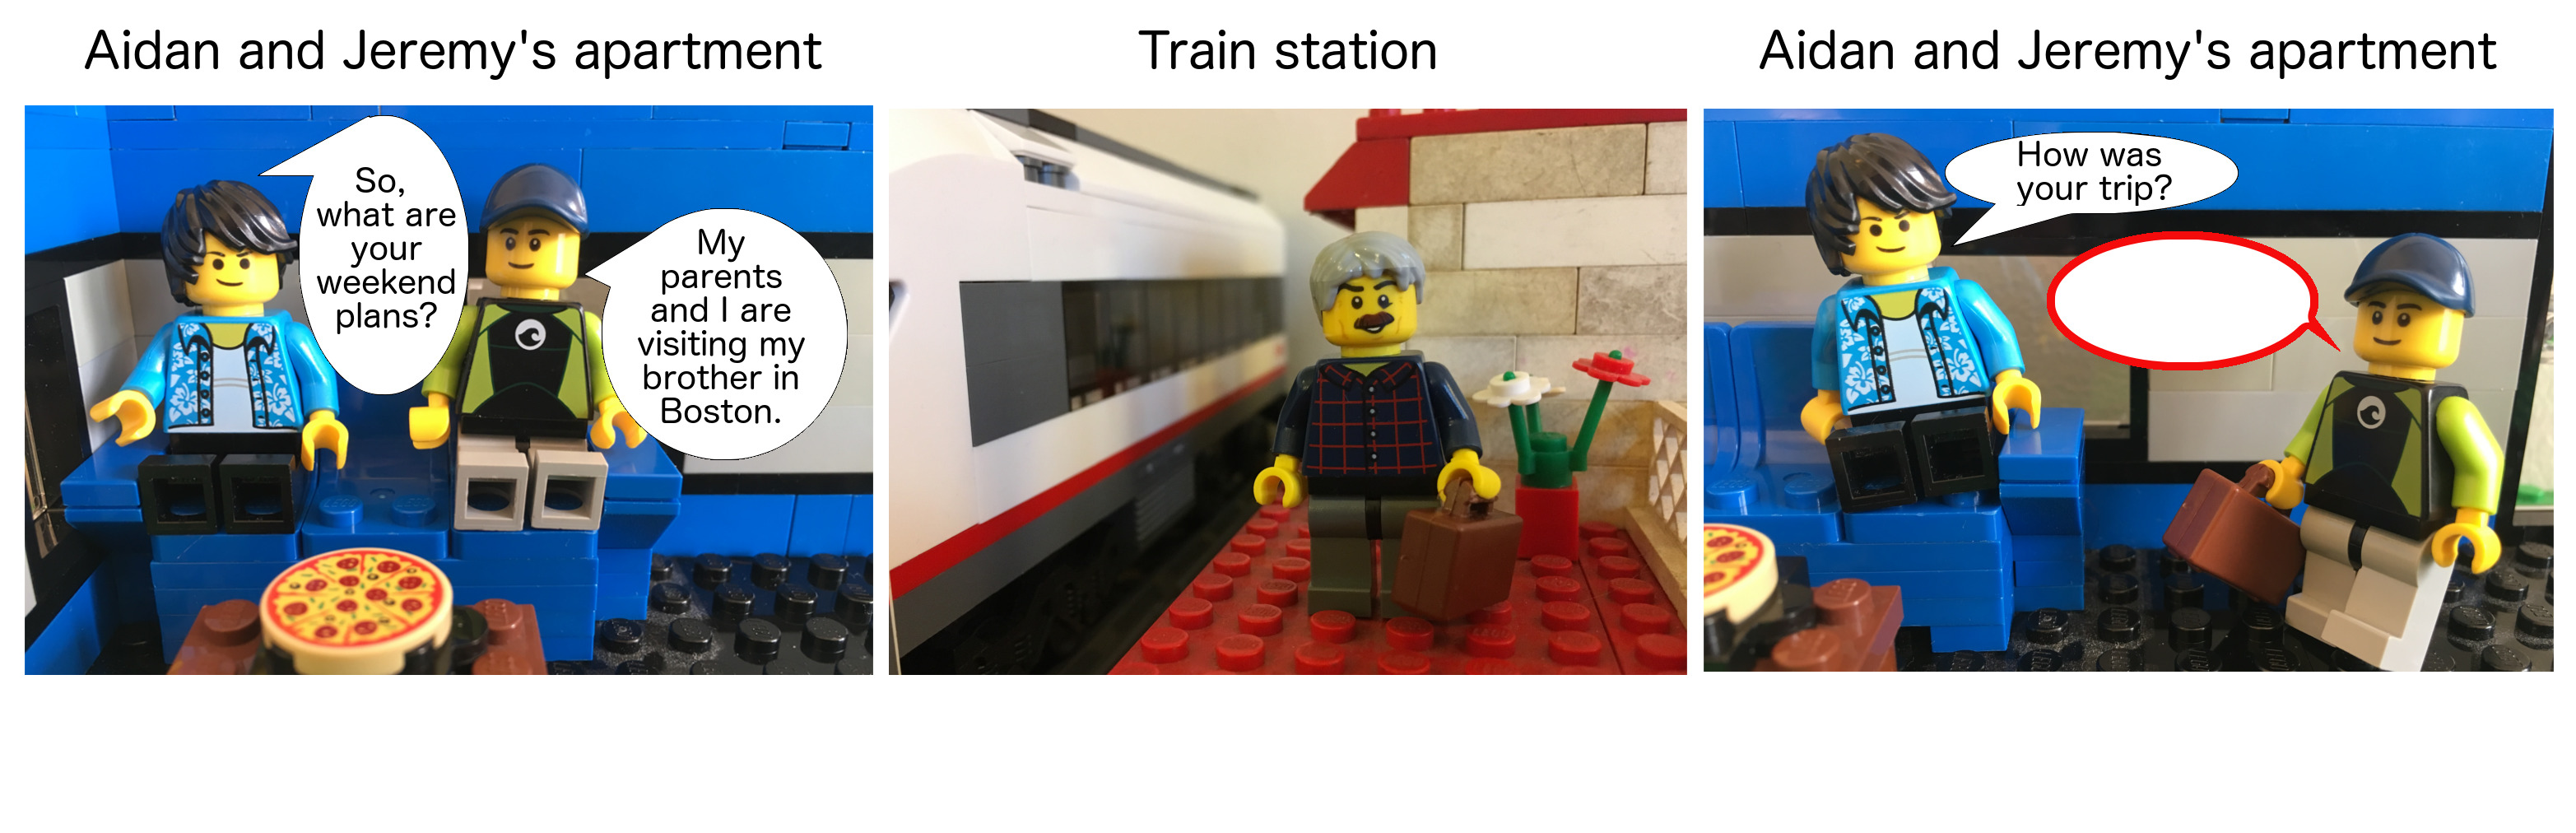 Aidan and Jeremy's apartment
So,
what are
your
weekend
plans?
My
parents
and I are
visiting my
brother in
Boston.
Train station
Aidan and Jeremy's apartment
How was
your trip?